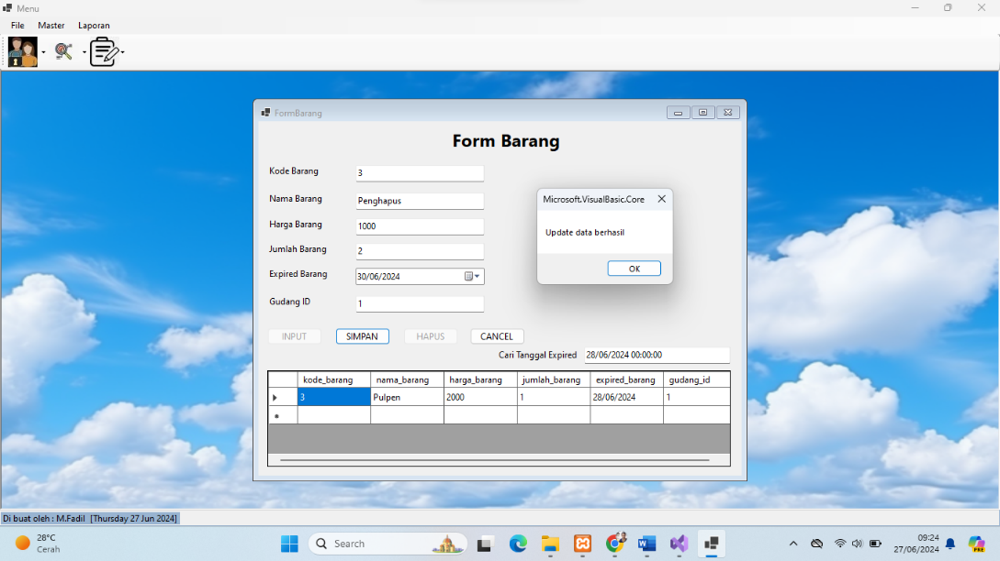 Menu
File Master Laporan
FormBarang
Form Barang
Kode Barang 3
Nama Barang Penghapus
Harga Barang 1000
Jumlah Barang 2
Expired Barang 30/06/2024
Gudang ID 1
Microsoft.VisualBasic.Core
Update data berhasil
OK
INPUT SIMPAN HAPUS CANCEL
Cari Tanggal Expired 28/06/2024 00:00:00
kode_barang nama_barang harga_barang jumlah_barang expired_barang gudang_id
3 Pulpen 2000 1 28/06/2024 1
Di buat oleh : M.Fadil [Thursday 27 Jun 2024]
28°C
Cerah
Search
09:24
27/06/2024